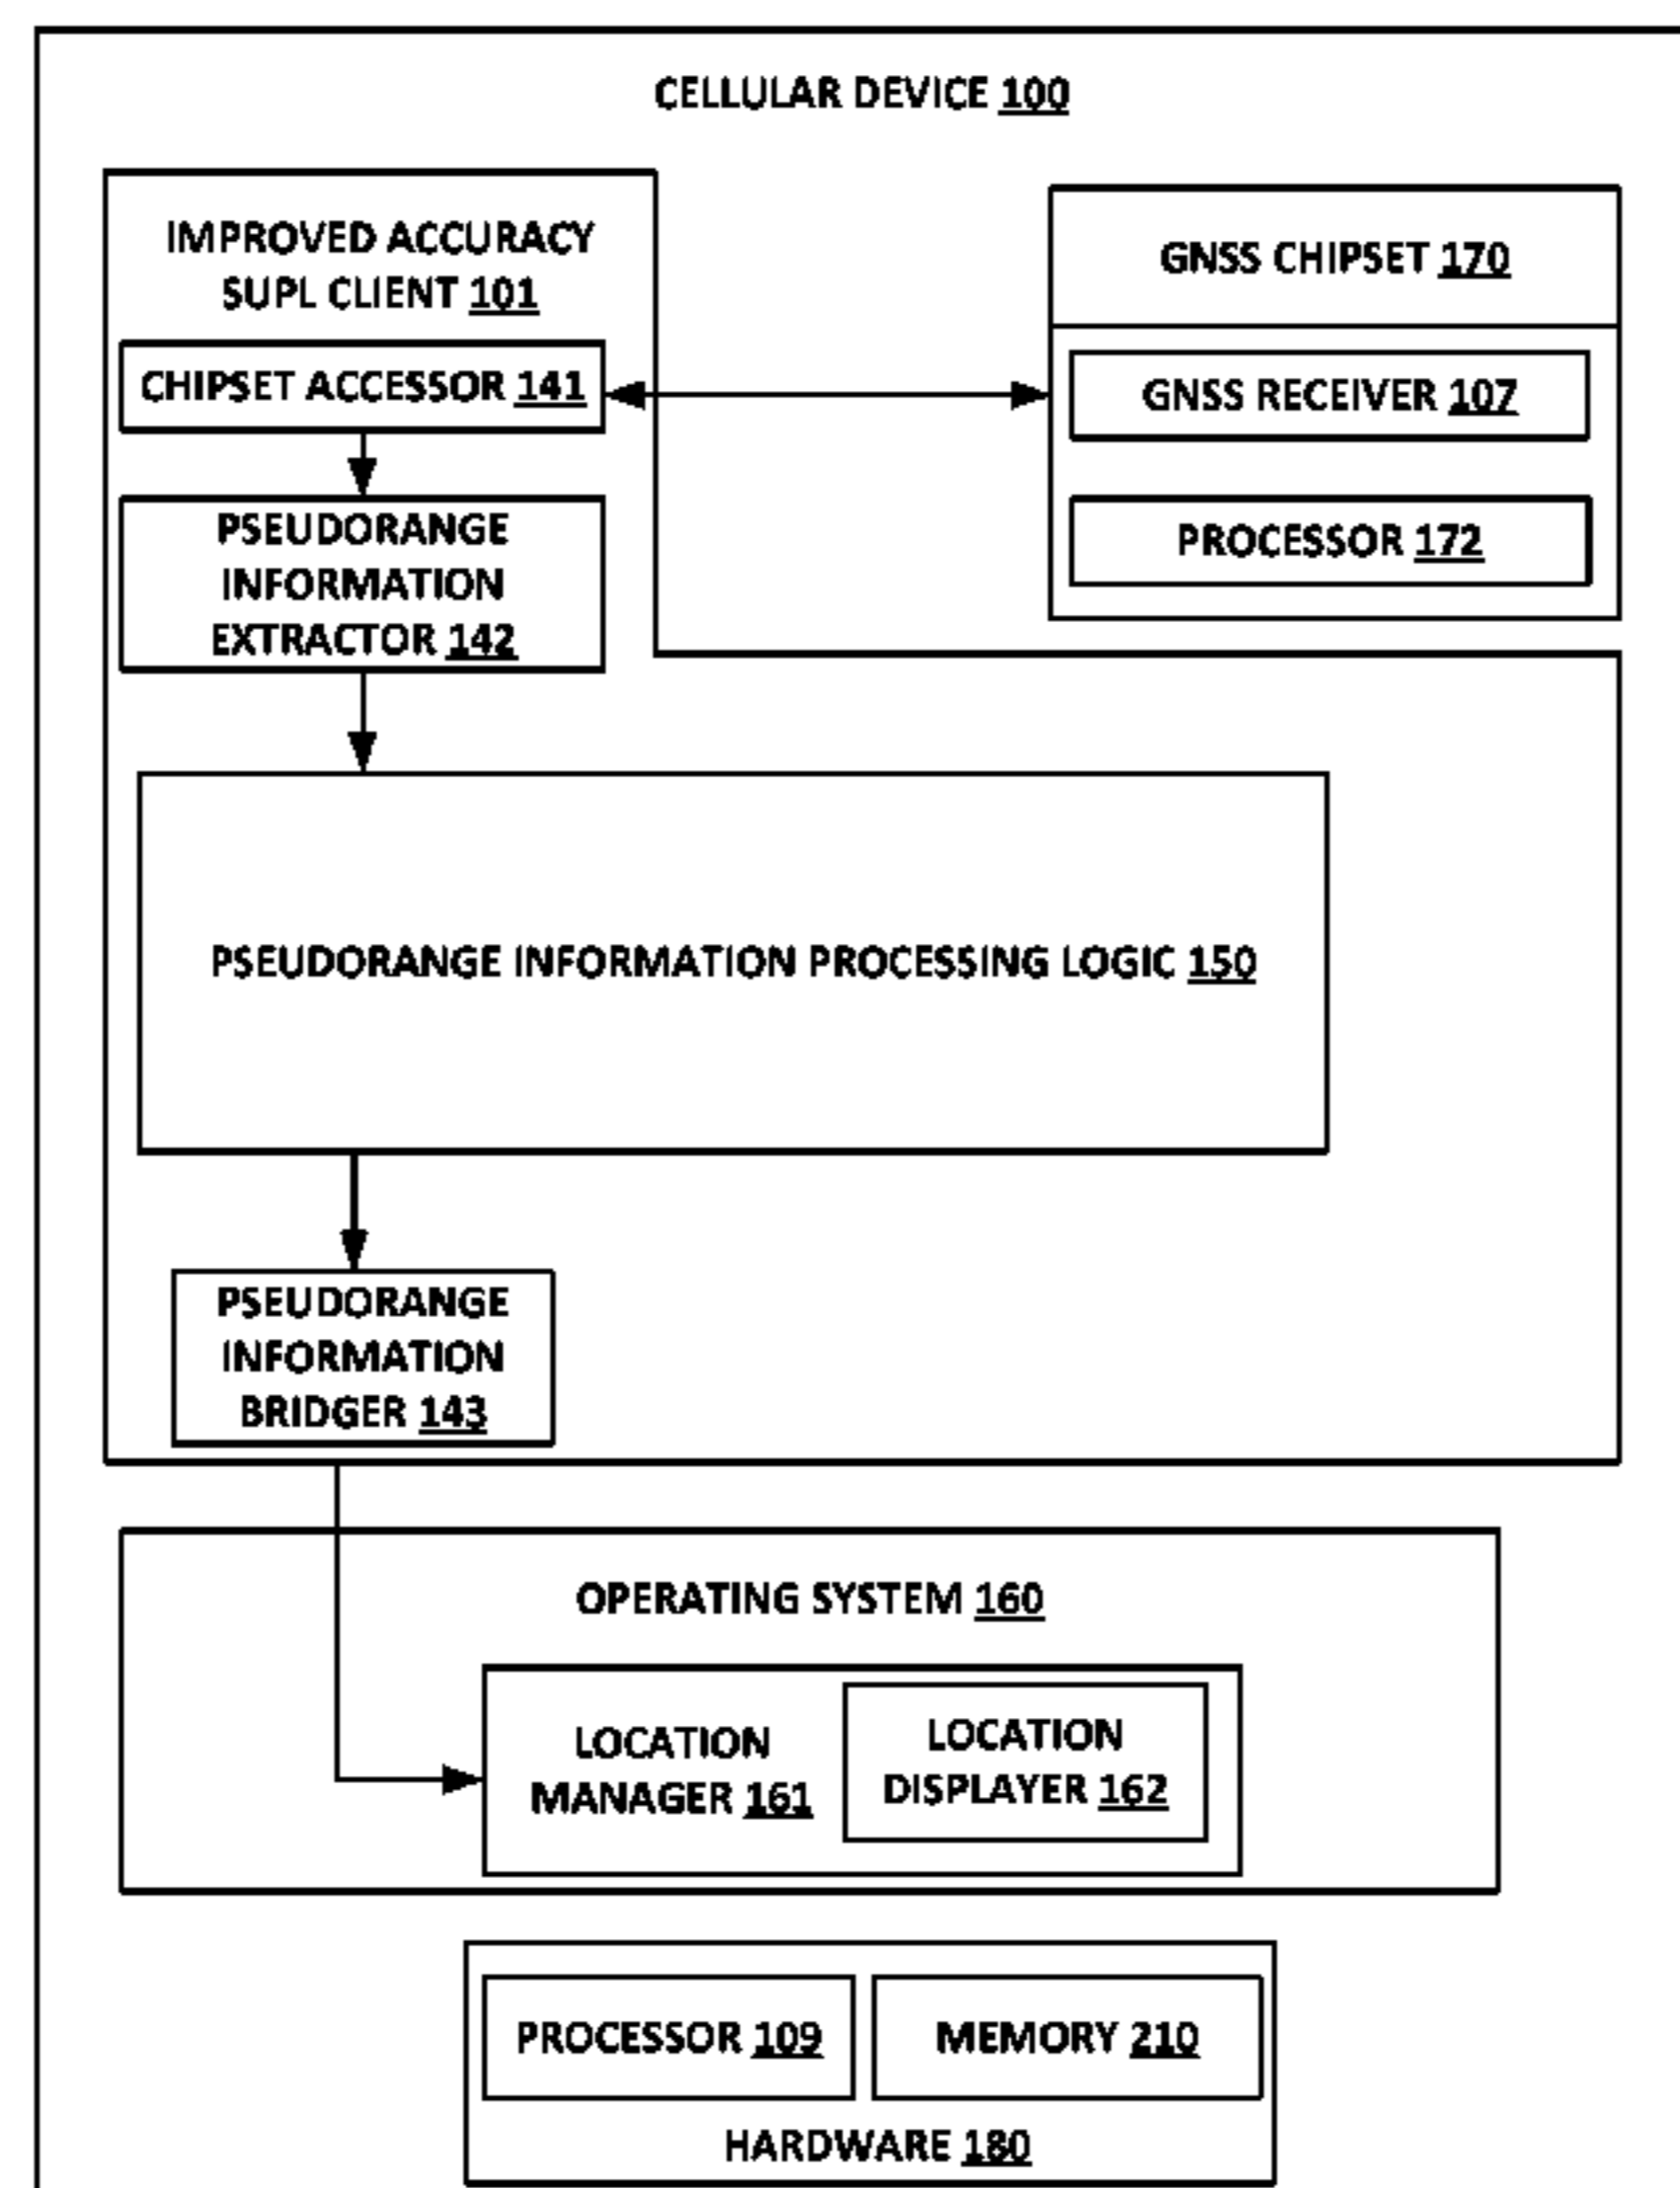 CELLULAR DEVICE 100
IMPROVED ACCURACY
SUPL CLIENT 101
CHIPSET ACCESSOR 141
PSEUDORANGE
INFORMATION
EXTRACTOR 142
GNSS CHIPSET 170
GNSS RECEIVER 107
PROCESSOR 172
PSEUDORANGE INFORMATION PROCESSING LOGIC 150
PSEUDORANGE
INFORMATION
BRIDGER 143
OPERATING SYSTEM 160
LOCATION
MANAGER 161
LOCATION
DISPLAYER 162
PROCESSOR 109
MEMORY 210
HARDWARE 180